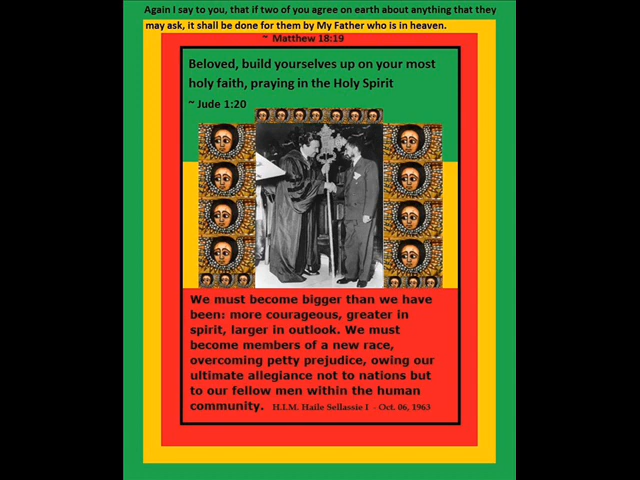 Again I say to you, that if two of you agree on earth about anything that they
may ask, it shall be done for them by My Father who is in heaven.
~ Matthew 18:19
Beloved, build yourselves up on your most
holy faith, praying in the Holy Spirit
~ Jude 1:20
We must become bigger than we have
been: more courageous, greater in
spirit, larger in outlook. We must
become members of a new race,
overcoming petty prejudice, owing our
ultimate allegiance not to nations but
to our fellow men within the human
community. H.I.M. Haile Sellassie I - Oct. 06, 1963